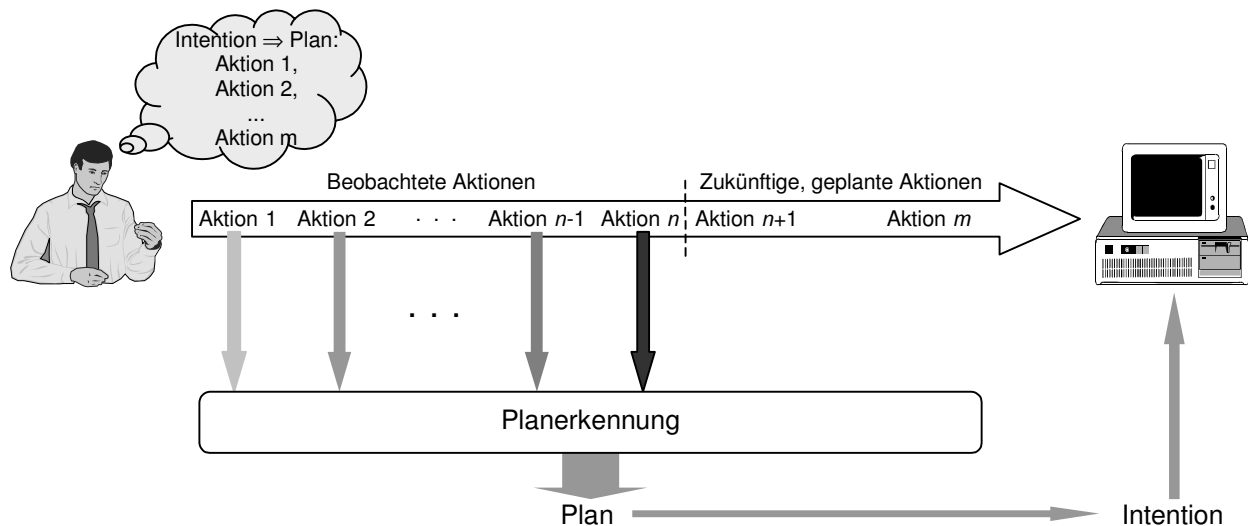 Intention ⇒ Plan:
Aktion 1,
Aktion 2,
...
Aktion m
Beobachtete Aktionen
Zukünftige, geplante Aktionen
Aktion 1 Aktion 2 . . . Aktion n-1 Aktion n Aktion n+1 Aktion m
. . .
Planerkennung
Plan
Intention